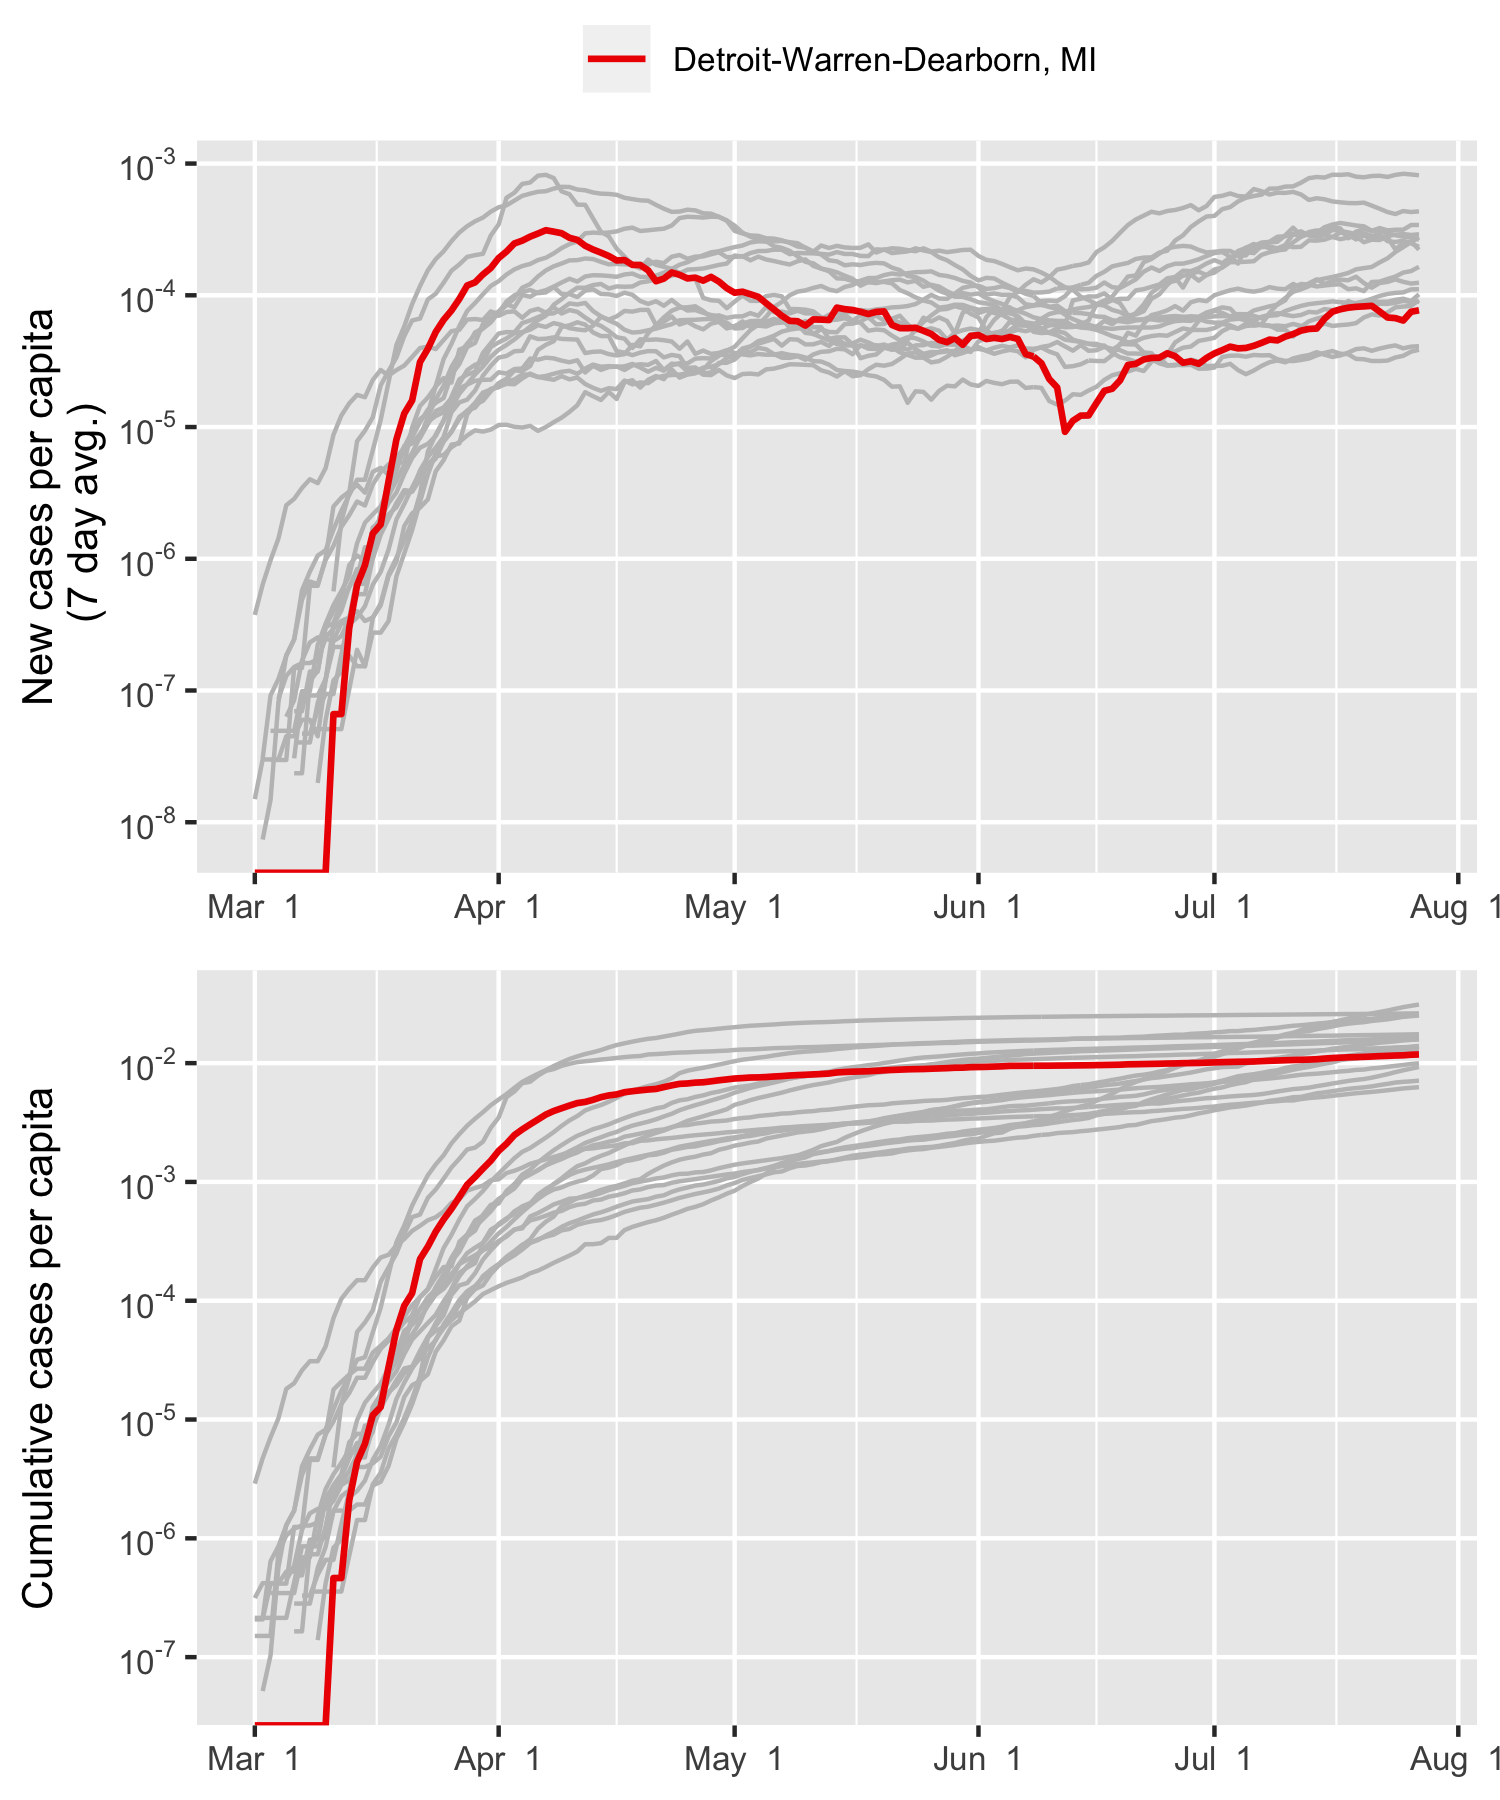 Detroit-Warren-Dearborn, MI
New cases per capita
(7 day avg.)
10-3
10-4
10-5
10-6
10-7
10-8
Mar 1 Apr 1 May 1 Jun 1 Jul 1 Aug 1
Cumulative cases per capita
10-2
10-3
10-4
10-5
10-6
10-7
Mar 1 Apr 1 May 1 Jun 1 Jul 1 Aug 1